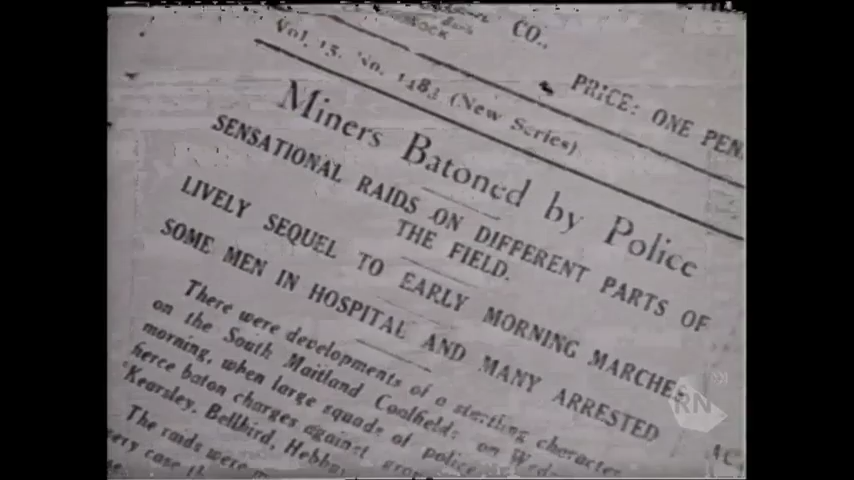 CO.,
PRICE: ONE PEN
Vol. 15. No. 1483 (New Series)
Miners Batoned by Police
SENSATIONAL RAIDS ON DIFFERENT PARTS OF
THE FIELD.
LIVELY SEQUEL TO EARLY MORNING MARCHES
SOME MEN IN HOSPITAL AND MANY ARRESTED
There were developments of a startling character
on the South Maitland Coalfields on Wed
morning, when large squads of police
fierce baton charges against
Kearsley, Bellbird, Hebbu
The raids were
RN